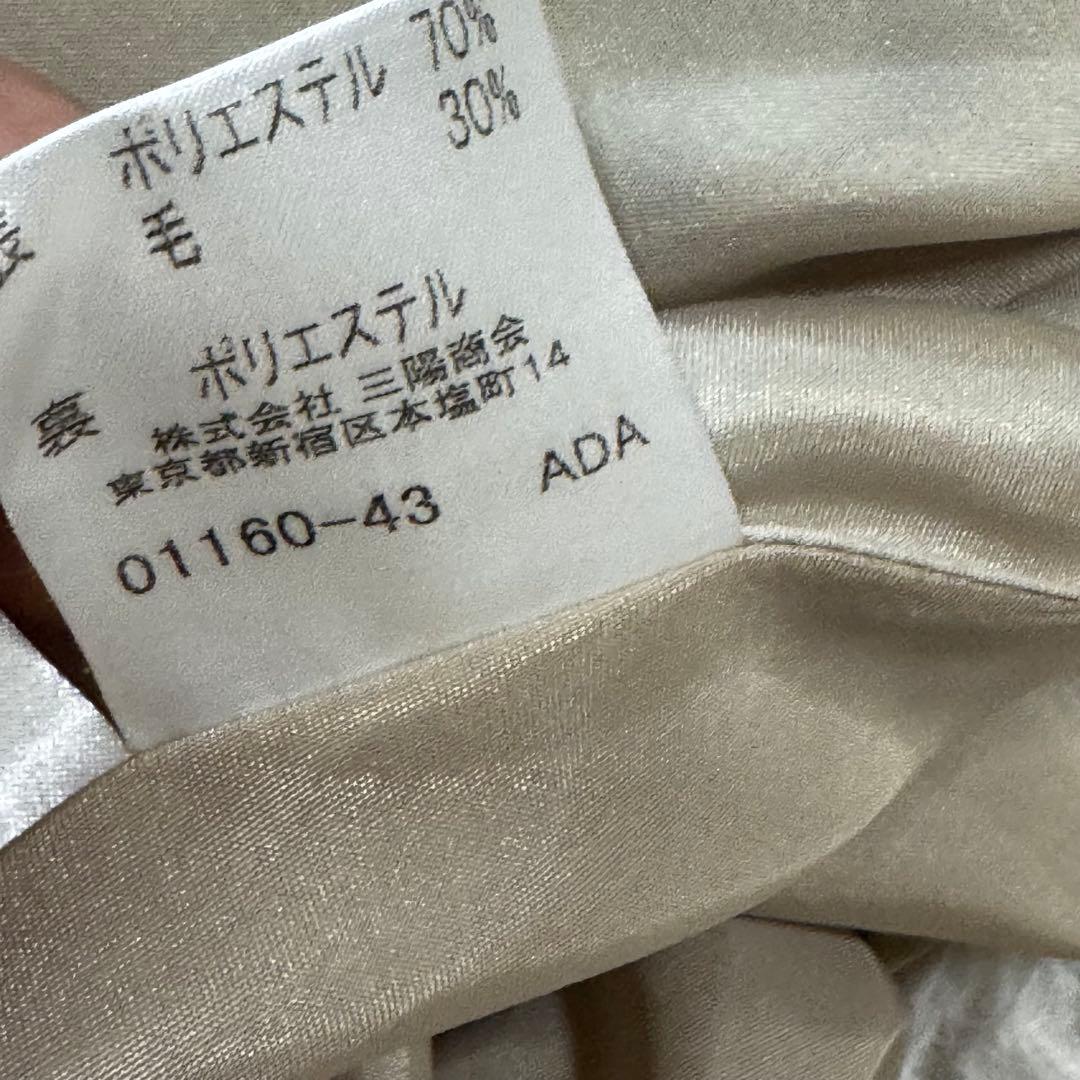 ポリエステル 70%
表 毛 30%
裏 ポリエステル
株式会社 三陽商会
東京都新宿区本塩町14
01160-43 ADA